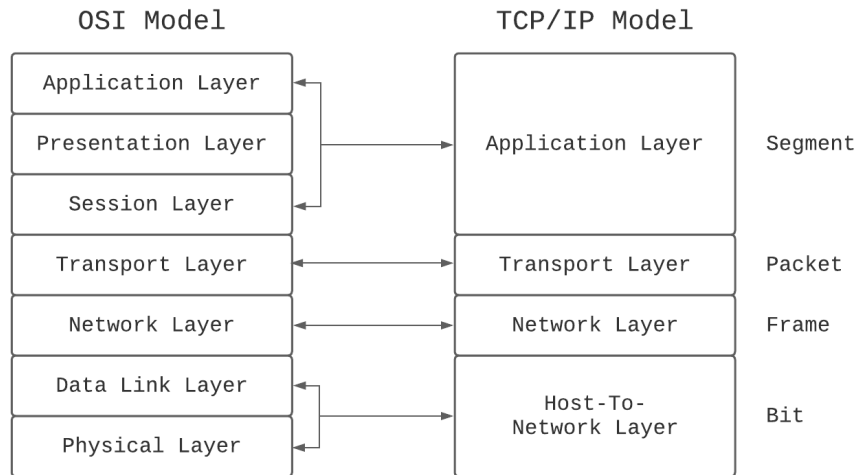 OSI Model
TCP/IP Model
Application Layer
Presentation Layer
Session Layer
Transport Layer
Network Layer
Data Link Layer
Physical Layer
Application Layer
Transport Layer
Network Layer
Host-To-
Network Layer
Segment
Packet
Frame
Bit